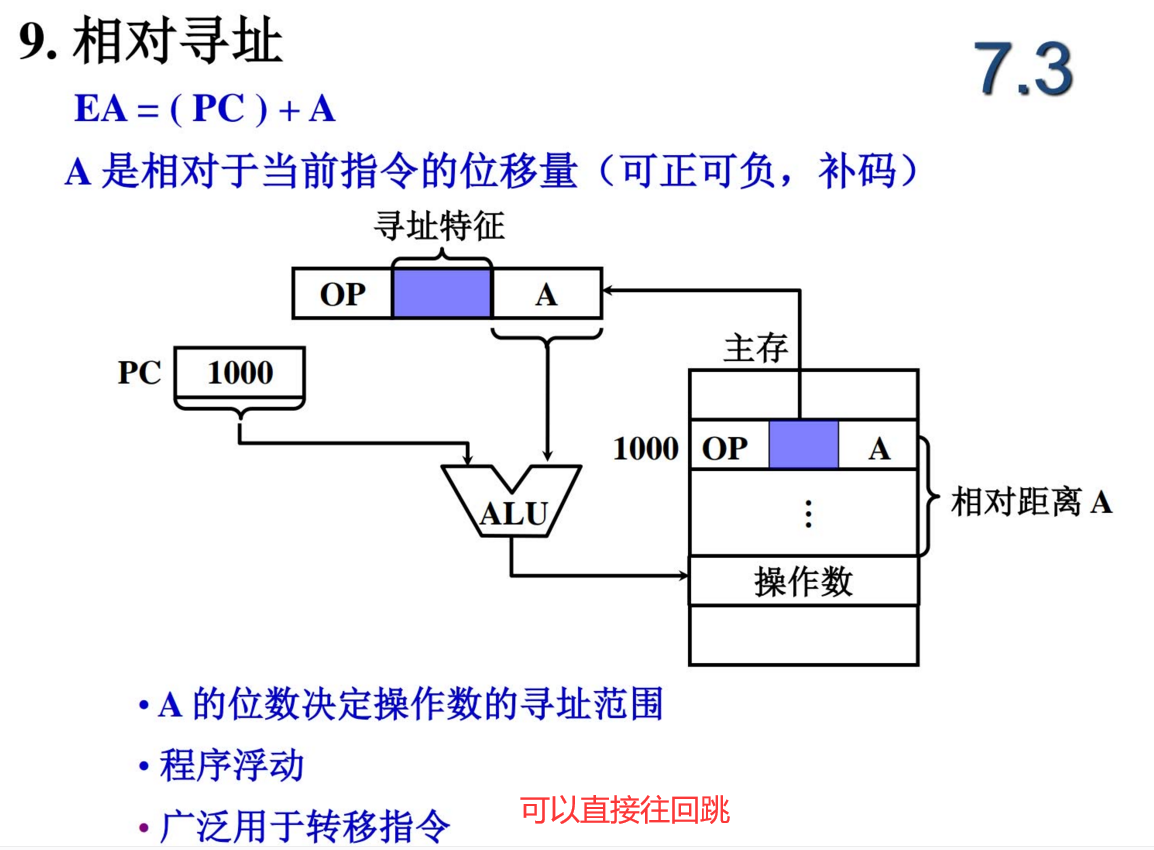 9. 相对寻址
7.3
EA = ( PC ) + A
A 是相对于当前指令的位移量（可正可负，补码）
寻址特征
OP A
主存
PC 1000
1000 OP A
⋮
相对距离 A
ALU
操作数
• A 的位数决定操作数的寻址范围
• 程序浮动
• 广泛用于转移指令
可以直接往回跳